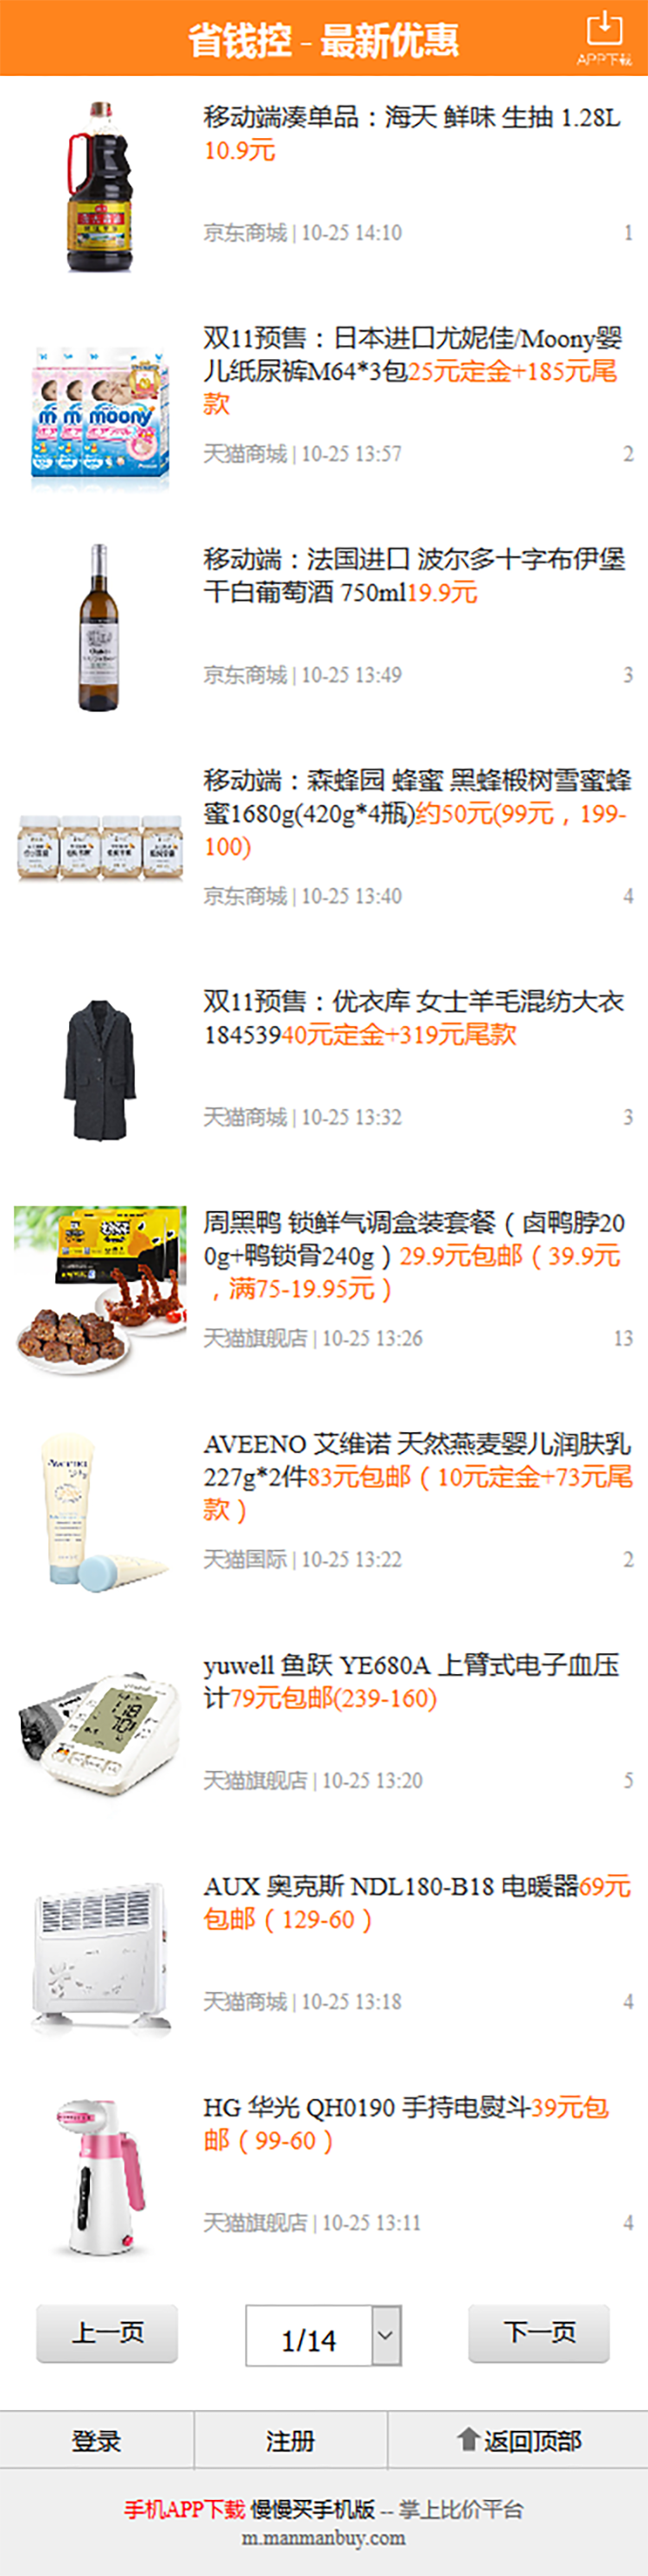 省钱控 - 最新优惠
APP下载
移动端凑单品：海天 鲜味 生抽 1.28L
10.9元
京东商城 | 10-25 14:10 1
双11预售：日本进口尤妮佳/Moony婴
儿纸尿裤M64*3包25元定金+185元尾
款
moony
天猫商城 | 10-25 13:57 2
移动端：法国进口 波尔多十字布伊堡
干白葡萄酒 750ml19.9元
京东商城 | 10-25 13:49 3
移动端：森蜂园 蜂蜜 黑蜂椴树雪蜜蜂
蜜1680g(420g*4瓶)约50元(99元，199-
100)
京东商城 | 10-25 13:40 4
双11预售：优衣库 女士羊毛混纺大衣
18453940元定金+319元尾款
天猫商城 | 10-25 13:32 3
周黑鸭 锁鲜气调盒装套餐（卤鸭脖20
0g+鸭锁骨240g）29.9元包邮（39.9元
，满75-19.95元）
天猫旗舰店 | 10-25 13:26 13
AVEENO 艾维诺 天然燕麦婴儿润肤乳
227g*2件83元包邮（10元定金+73元尾
款）
Aveeno
天猫国际 | 10-25 13:22 2
yuwell 鱼跃 YE680A 上臂式电子血压
计79元包邮(239-160)
天猫旗舰店 | 10-25 13:20 5
AUX 奥克斯 NDL180-B18 电暖器69元
包邮（129-60）
天猫商城 | 10-25 13:18 4
HG 华光 QH0190 手持电熨斗39元包
邮（99-60）
天猫旗舰店 | 10-25 13:11 4
上一页 1/14 下一页
登录 注册 返回顶部
手机APP下载 慢慢买手机版 -- 掌上比价平台
m.manmanbuy.com